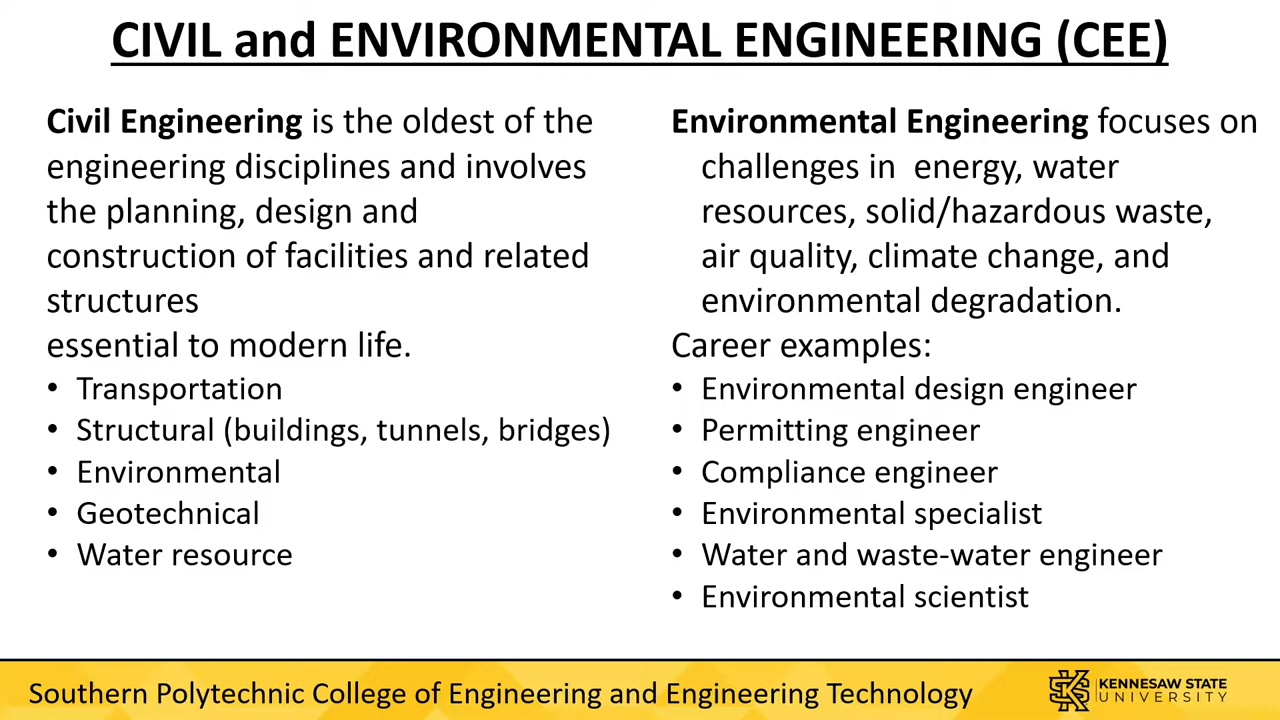 CIVIL and ENVIRONMENTAL ENGINEERING (CEE)
Civil Engineering is the oldest of the
engineering disciplines and involves
the planning, design and
construction of facilities and related
structures
essential to modern life.
• Transportation
• Structural (buildings, tunnels, bridges)
• Environmental
• Geotechnical
• Water resource
Environmental Engineering focuses on
challenges in  energy, water
resources, solid/hazardous waste,
air quality, climate change, and
environmental degradation.
Career examples:
• Environmental design engineer
• Permitting engineer
• Compliance engineer
• Environmental specialist
• Water and waste-water engineer
• Environmental scientist
Southern Polytechnic College of Engineering and Engineering Technology
KENNESAW STATE
UNIVERSITY